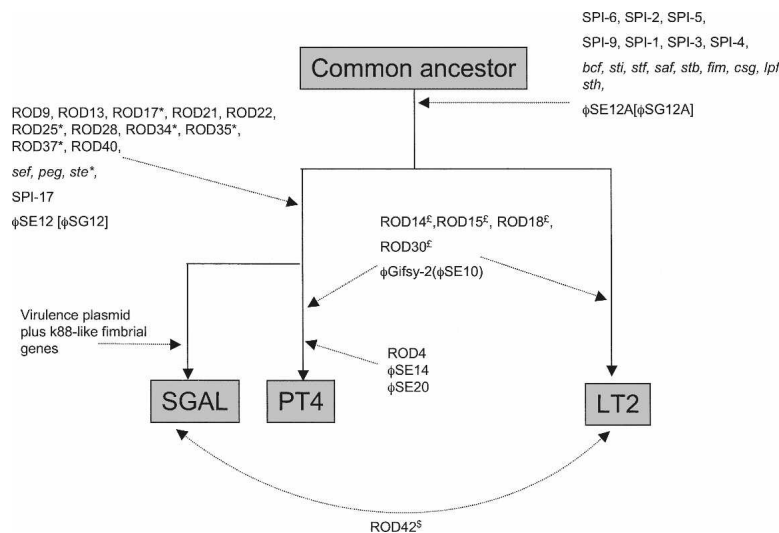 SPI-6, SPI-2, SPI-5,
SPI-9, SPI-1, SPI-3, SPI-4,
bcf, sti, stf, saf, stb, fim, csg, lpf
sth,
ϕSE12A[ϕSG12A]
Common ancestor
ROD9, ROD13, ROD17*, ROD21, ROD22,
ROD25*, ROD28, ROD34*, ROD35*,
ROD37*, ROD40,
sef, peg, ste*,
SPI-17
ϕSE12 [ϕSG12]
ROD14£,ROD15£, ROD18£,
ROD30£
ϕGifsy-2(ϕSE10)
Virulence plasmid
plus k88-like fimbrial
genes
ROD4
ϕSE14
ϕSE20
SGAL
PT4
LT2
ROD42$